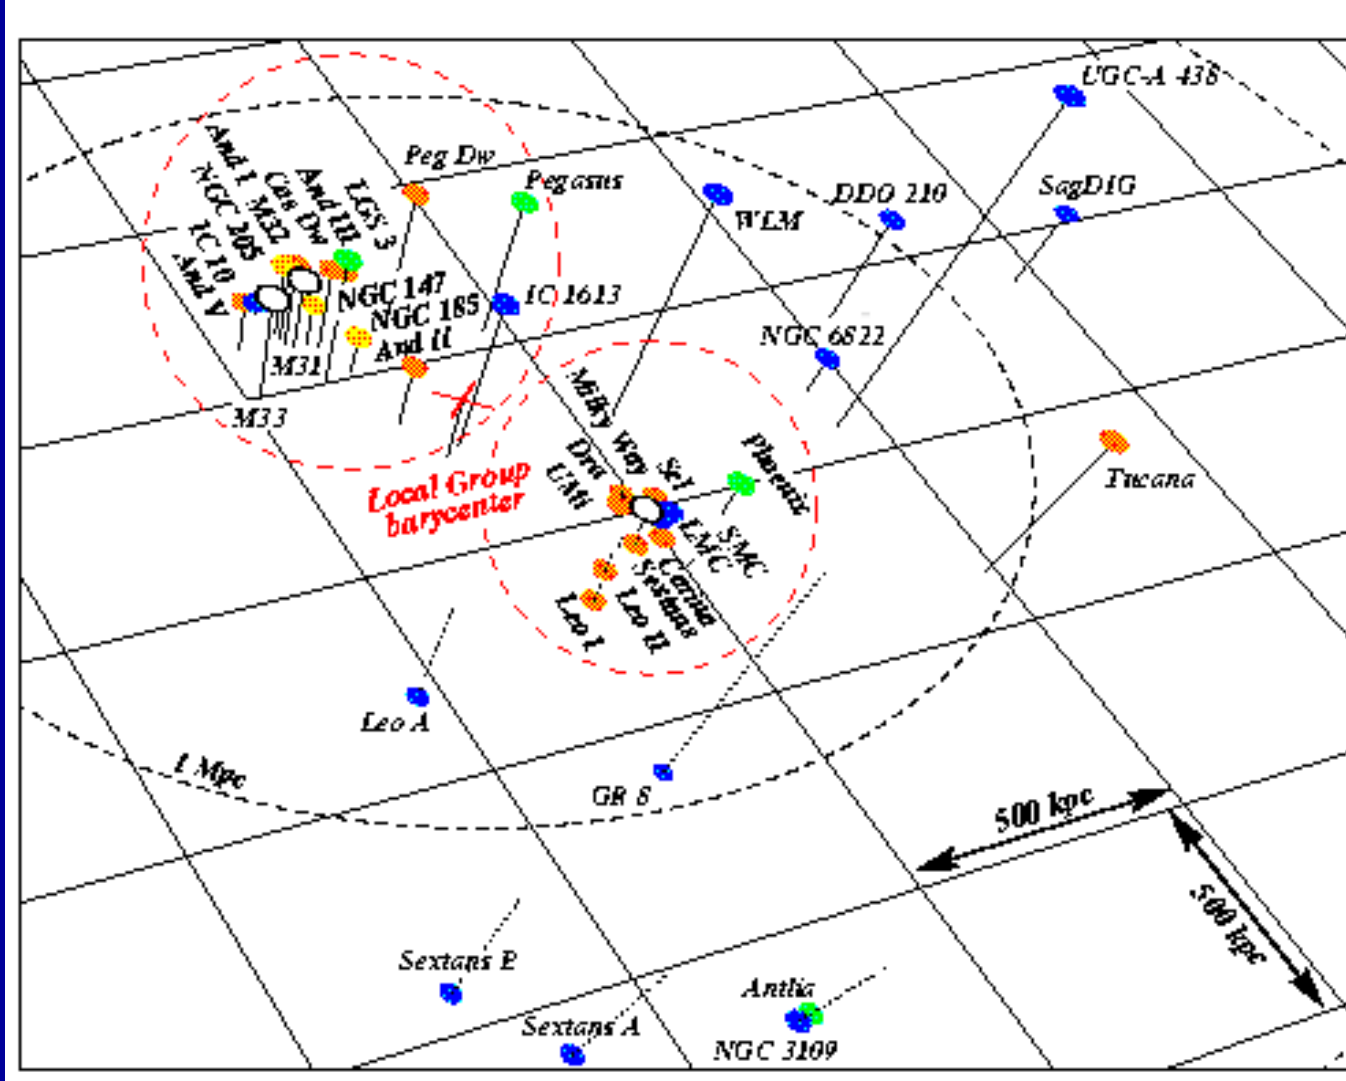 UGC-A 438
Peg Dw
Pegasus
SagDIG
DDO 210
WLM
LGS 3
And III
Cas Dw
And I, M32
NGC 205
IC 10
And V
NGC 147
NGC 185
And II
IC 1613
NGC 6822
M31
M33
Milky Way
Scl
Phoenix
Dra
UMi
Tucana
Local Group
barycenter
SMC
LMC
Carina
Sextans
Leo II
Leo I
Leo A
1 Mpc
GR 8
500 kpc
500 kpc
Sextans B
Antlia
Sextans A
NGC 3109